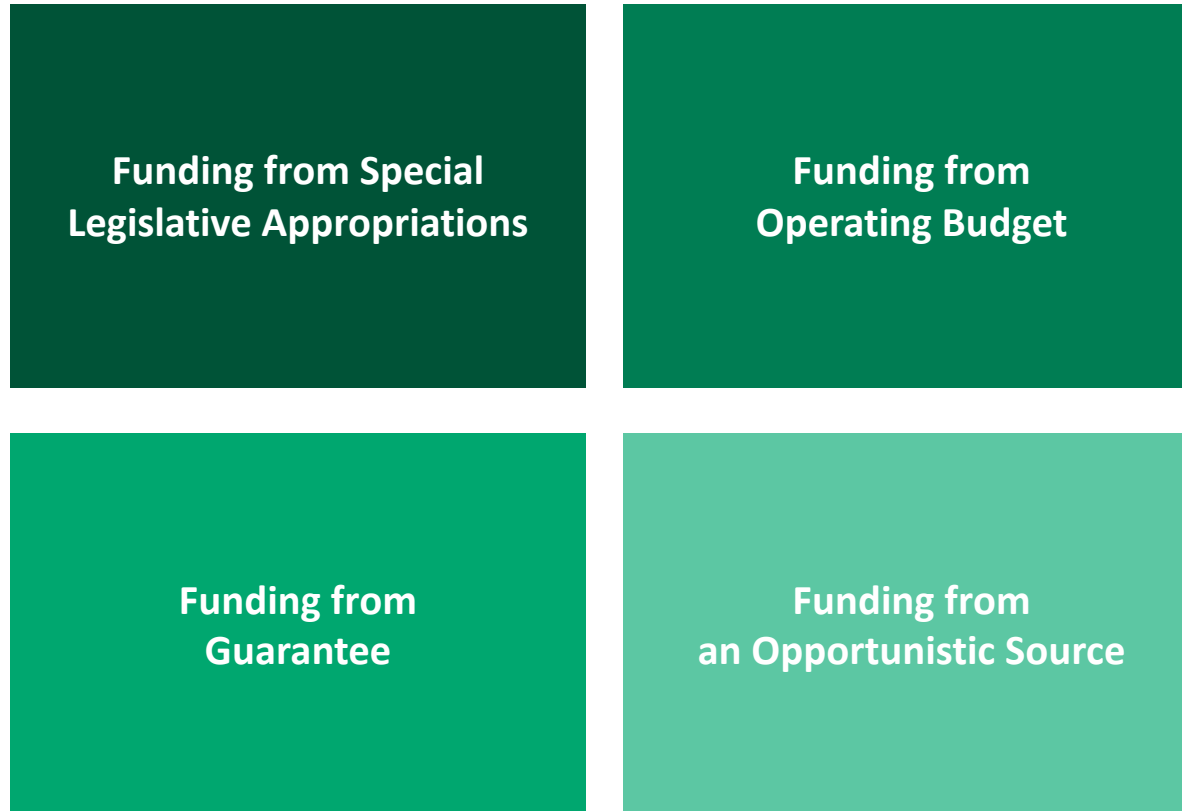 Funding from Special
Legislative Appropriations
Funding from
Operating Budget
Funding from
Guarantee
Funding from
an Opportunistic Source